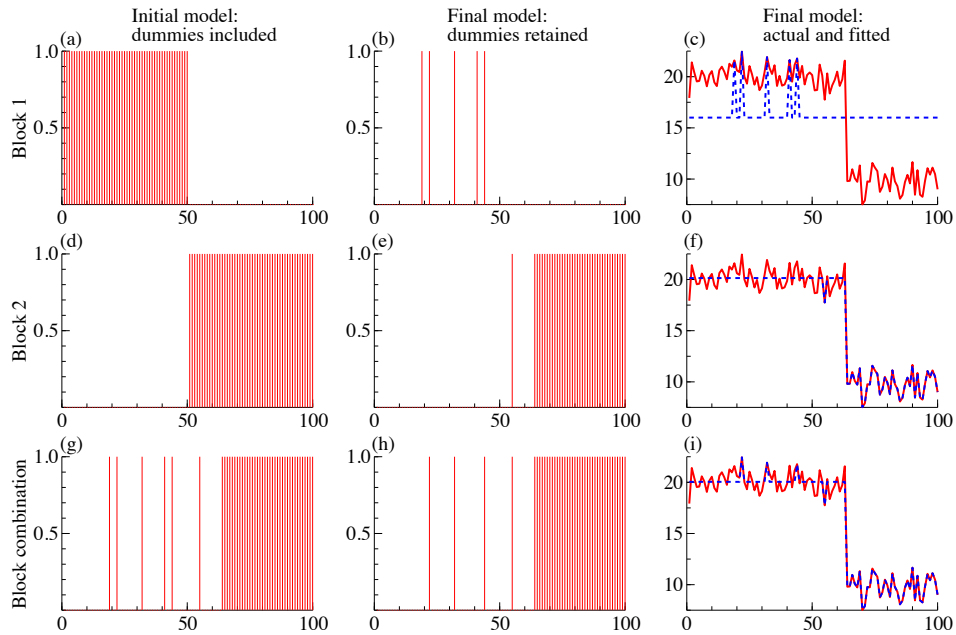 Initial model:
dummies included
Final model:
dummies retained
Final model:
actual and fitted
Block 1
(a)
1.0
0.5
0
50
100
(b)
1.0
0.5
0
50
100
(c)
20
15
10
0
50
100
Block 2
(d)
1.0
0.5
0
50
100
(e)
1.0
0.5
0
50
100
(f)
20
15
10
0
50
100
Block combination
(g)
1.0
0.5
0
50
100
(h)
1.0
0.5
0
50
100
(i)
20
15
10
0
50
100